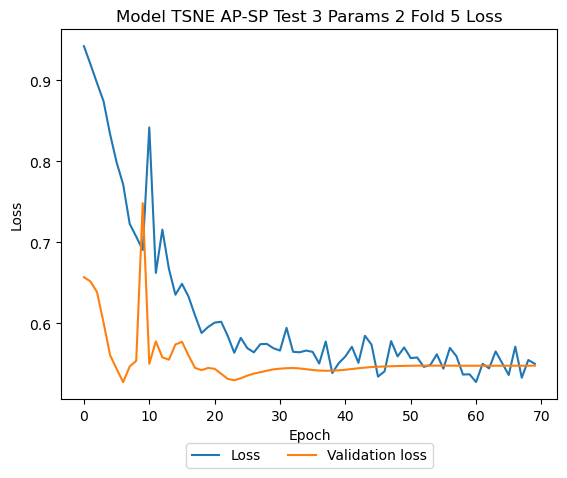 Model TSNE AP-SP Test 3 Params 2 Fold 5 Loss
0.9
0.8
0.7
0.6
Loss
0 10 20 30 40 50 60 70
Epoch
Loss Validation loss